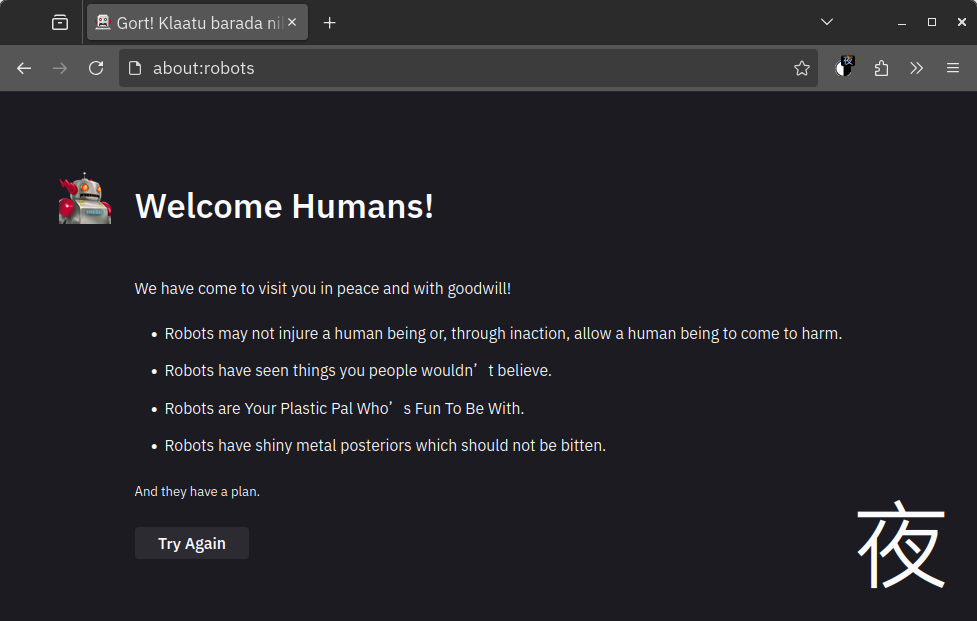 Gort! Klaatu barada nil
about:robots
夜
Welcome Humans!
We have come to visit you in peace and with goodwill!
• Robots may not injure a human being or, through inaction, allow a human being to come to harm.
• Robots have seen things you people wouldn’t believe.
• Robots are Your Plastic Pal Who’s Fun To Be With.
• Robots have shiny metal posteriors which should not be bitten.
And they have a plan.
Try Again
夜